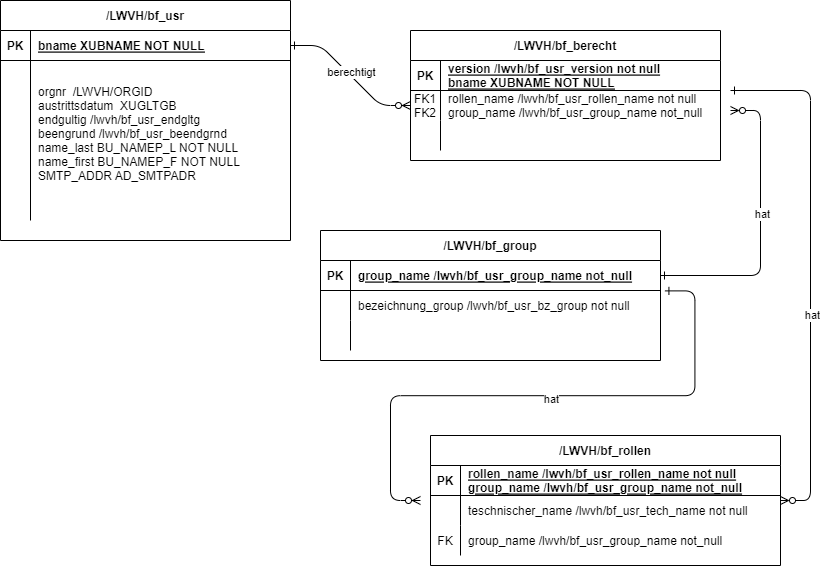 /LWVH/bf_usr
PK bname XUBNAME NOT NULL
orgnr /LWVH/ORGID
austrittsdatum XUGLTGB
endgultig /lwvh/bf_usr_endgltg
beengrund /lwvh/bf_usr_beendgrnd
name_last BU_NAMEP_L NOT NULL
name_first BU_NAMEP_F NOT NULL
SMTP_ADDR AD_SMTPADR
berechtigt
/LWVH/bf_berecht
PK version /lwvh/bf_usr_version not null
bname XUBNAME NOT NULL
FK1 rollen_name /lwvh/bf_usr_rollen_name not null
FK2 group_name /lwvh/bf_usr_group_name not_null
hat
/LWVH/bf_group
PK group_name /lwvh/bf_usr_group_name not_null
bezeichnung_group /lwvh/bf_usr_bz_group not null
hat
hat
/LWVH/bf_rollen
PK rollen_name /lwvh/bf_usr_rollen_name not null
group_name /lwvh/bf_usr_group_name not_null
teschnischer_name /lwvh/bf_usr_tech_name not null
FK group_name /lwvh/bf_usr_group_name not_null